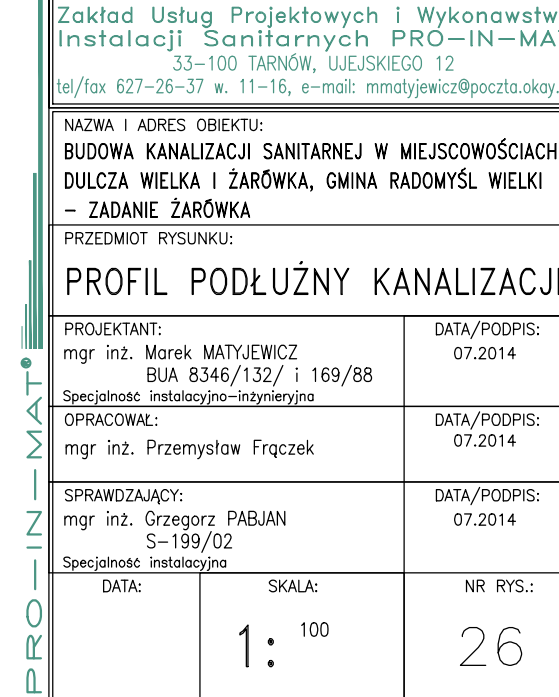 Zakład Usług Projektowych i Wykonawstw
Instalacji Sanitarnych PRO–IN–MAT
33–100 TARNÓW, UJEJSKIEGO 12
tel/fax 627–26–37 w. 11–16, e–mail: mmatyjewicz@poczta.okay.
NAZWA I ADRES OBIEKTU:
BUDOWA KANALIZACJI SANITARNEJ W MIEJSCOWOŚCIACH
DULCZA WIELKA I ŻARÓWKA, GMINA RADOMYŚL WIELKI
– ZADANIE ŻARÓWKA
PRZEDMIOT RYSUNKU:
PROFIL PODŁUŻNY KANALIZACJI
PROJEKTANT:
DATA/PODPIS:
mgr inż. Marek MATYJEWICZ
07.2014
BUA 8346/132/ i 169/88
Specjalność instalacyjno–inżynieryjna
OPRACOWAŁ:
DATA/PODPIS:
mgr inż. Przemysław Frączek
07.2014
SPRAWDZAJĄCY:
DATA/PODPIS:
mgr inż. Grzegorz PABJAN
07.2014
S–199/02
Specjalność instalacyjna
DATA:
SKALA:
NR RYS.:
1: 100
26
PRO–IN–MAT